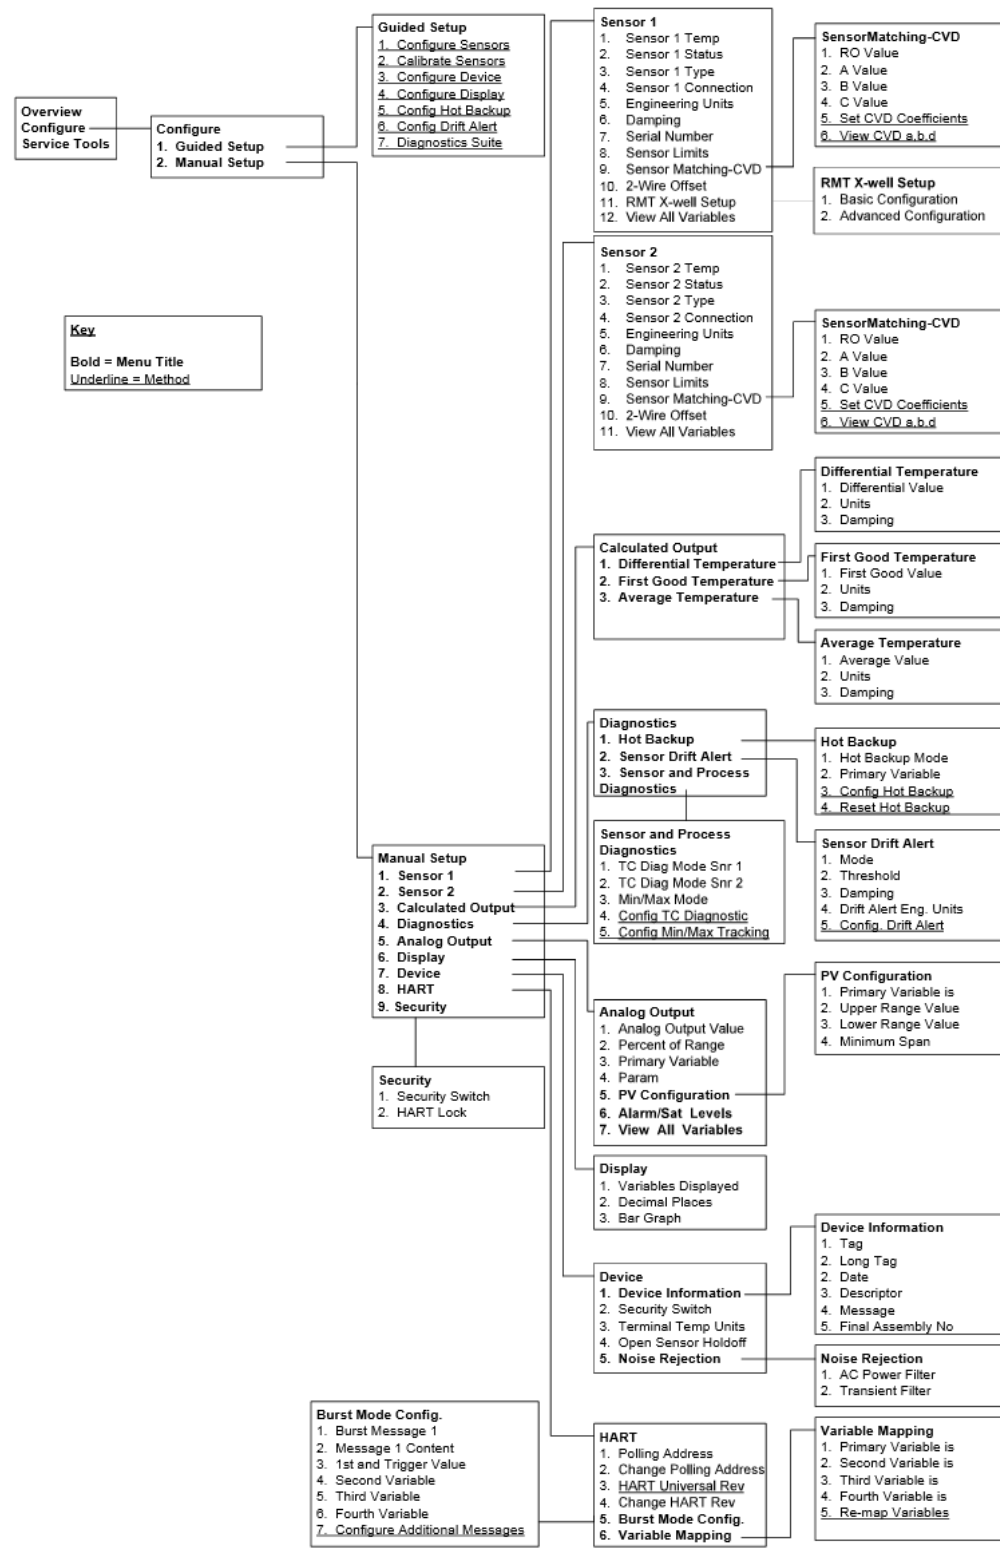 Overview
Configure
Service Tools
Configure
1. Guided Setup
2. Manual Setup
Guided Setup
1. Configure Sensors
2. Calibrate Sensors
3. Configure Device
4. Configure Display
5. Config Hot Backup
6. Config Drift Alert
7. Diagnostics Suite
Key
Bold = Menu Title
Underline = Method
Sensor 1
1. Sensor 1 Temp
2. Sensor 1 Status
3. Sensor 1 Type
4. Sensor 1 Connection
5. Engineering Units
6. Damping
7. Serial Number
8. Sensor Limits
9. Sensor Matching-CVD
10. 2-Wire Offset
11. RMT X-well Setup
12. View All Variables
SensorMatching-CVD
1. RO Value
2. A Value
3. B Value
4. C Value
5. Set CVD Coefficients
6. View CVD a,b,d
RMT X-well Setup
1. Basic Configuration
2. Advanced Configuration
Sensor 2
1. Sensor 2 Temp
2. Sensor 2 Status
3. Sensor 2 Type
4. Sensor 2 Connection
5. Engineering Units
6. Damping
7. Serial Number
8. Sensor Limits
9. Sensor Matching-CVD
10. 2-Wire Offset
11. View All Variables
SensorMatching-CVD
1. RO Value
2. A Value
3. B Value
4. C Value
5. Set CVD Coefficients
6. View CVD a,b,d
Calculated Output
1. Differential Temperature
2. First Good Temperature
3. Average Temperature
Differential Temperature
1. Differential Value
2. Units
3. Damping
First Good Temperature
1. First Good Value
2. Units
3. Damping
Average Temperature
1. Average Value
2. Units
3. Damping
Diagnostics
1. Hot Backup
2. Sensor Drift Alert
3. Sensor and Process
Diagnostics
Hot Backup
1. Hot Backup Mode
2. Primary Variable
3. Config Hot Backup
4. Reset Hot Backup
Sensor and Process
Diagnostics
1. TC Diag Mode Snr 1
2. TC Diag Mode Snr 2
3. Min/Max Mode
4. Config TC Diagnostic
5. Config Min/Max Tracking
Sensor Drift Alert
1. Mode
2. Threshold
3. Damping
4. Drift Alert Eng. Units
5. Config. Drift Alert
Manual Setup
1. Sensor 1
2. Sensor 2
3. Calculated Output
4. Diagnostics
5. Analog Output
6. Display
7. Device
8. HART
9. Security
Security
1. Security Switch
2. HART Lock
Analog Output
1. Analog Output Value
2. Percent of Range
3. Primary Variable
4. Param
5. PV Configuration
6. Alarm/Sat Levels
7. View All Variables
PV Configuration
1. Primary Variable is
2. Upper Range Value
3. Lower Range Value
4. Minimum Span
Display
1. Variables Displayed
2. Decimal Places
3. Bar Graph
Device
1. Device Information
2. Security Switch
3. Terminal Temp Units
4. Open Sensor Holdoff
5. Noise Rejection
Device Information
1. Tag
2. Long Tag
2. Date
3. Descriptor
4. Message
5. Final Assembly No
Noise Rejection
1. AC Power Filter
2. Transient Filter
Burst Mode Config.
1. Burst Message 1
2. Message 1 Content
3. 1st and Trigger Value
4. Second Variable
5. Third Variable
6. Fourth Variable
7. Configure Additional Messages
HART
1. Polling Address
2. Change Polling Address
3. HART Universal Rev
4. Change HART Rev
5. Burst Mode Config.
6. Variable Mapping
Variable Mapping
1. Primary Variable is
2. Second Variable is
3. Third Variable is
4. Fourth Variable is
5. Re-map Variables